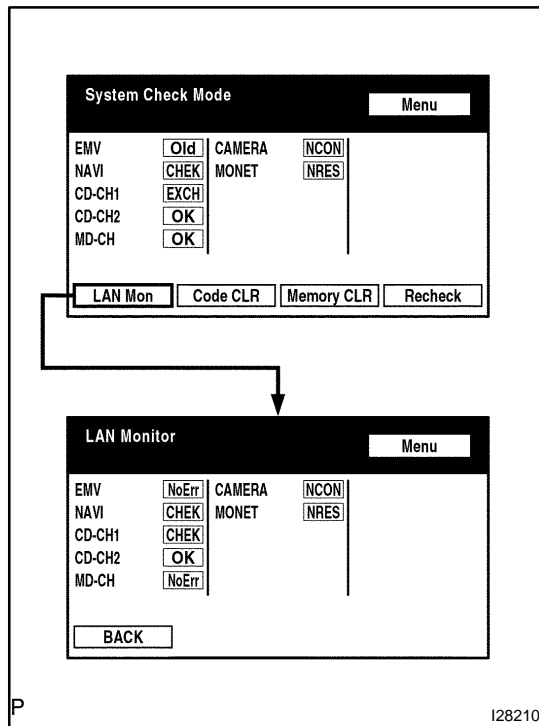 System Check Mode
Menu
EMV Old CAMERA NCON
NAVI CHEK MONET NRES
CD-CH1 EXCH
CD-CH2 OK
MD-CH OK
LAN Mon Code CLR Memory CLR Recheck
LAN Monitor
Menu
EMV NoErr CAMERA NCON
NAVI CHEK MONET NRES
CD-CH1 CHEK
CD-CH2 OK
MD-CH NoErr
BACK
P
I28210